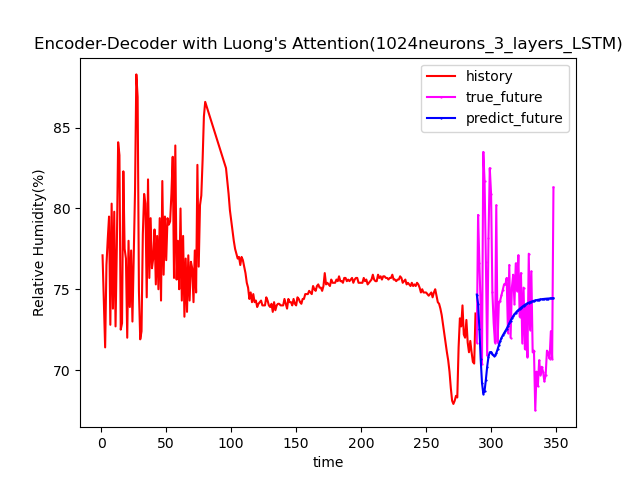 Encoder-Decoder with Luong's Attention(1024neurons_3_layers_LSTM)
history
true_future
predict_future
85
80
75
70
Relative Humidity(%)
0 50 100 150 200 250 300 350
time